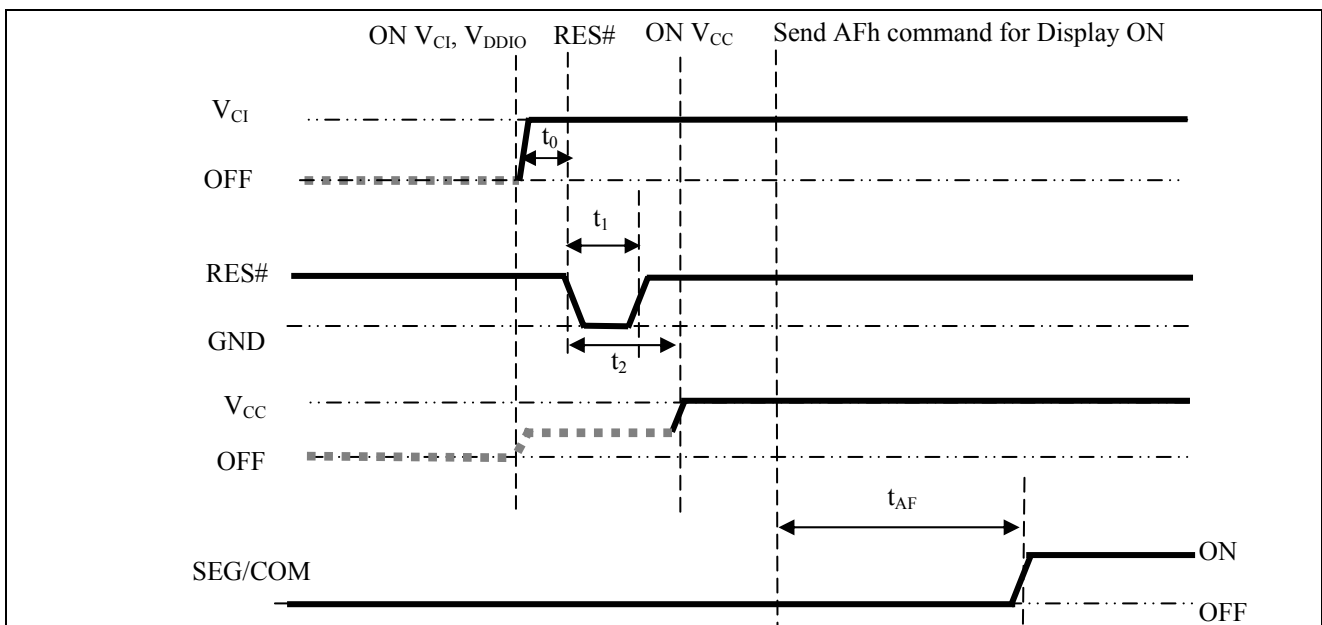 ON VCI, VDDIO RES# ON VCC Send AFh command for Display ON
VCI
t0
OFF
t1
RES#
GND
t2
VCC
OFF
tAF
ON
SEG/COM
OFF